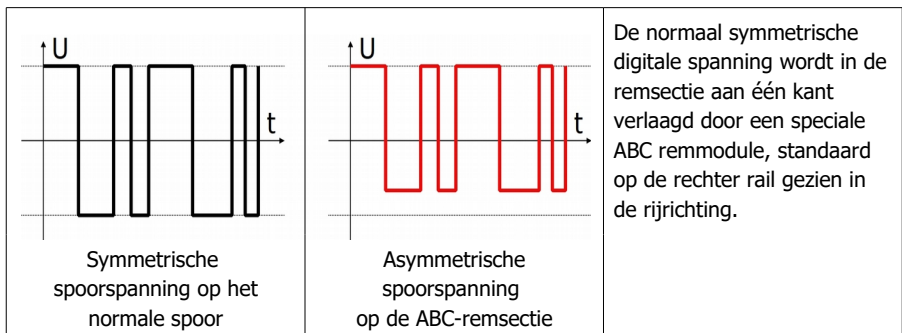 U
t
Symmetrische
spoorspanning op het
normale spoor
U
t
Asymmetrische
spoorspanning
op de ABC-remsectie
De normaal symmetrische
digitale spanning wordt in de
remsectie aan één kant
verlaagd door een speciale
ABC remmodule, standaard
op de rechter rail gezien in
de rijrichting.